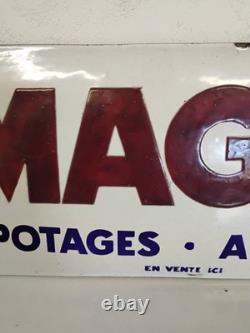 MAG
POTAGES · A
EN VENTE ICI